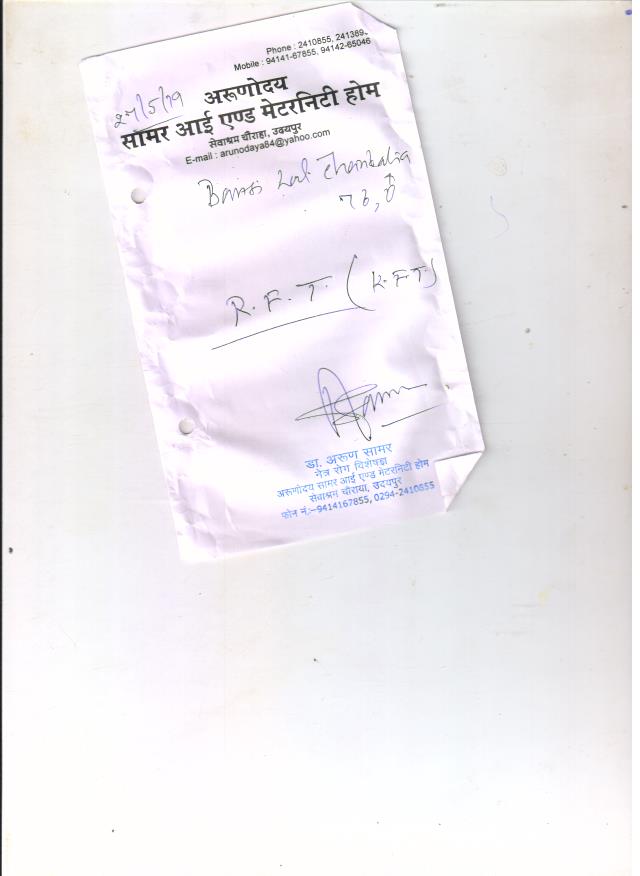 Phone : 2410855, 241389
Mobile : 94141-67855, 94142-65046
27/5/19
अरूणोदय
सामर आई एण्ड मेटरनिटी होम
सेवाश्रम चौराहा, उदयपुर
E-mail : arunodaya84@yahoo.com
Bansi Lal Chambalia
76, ♂
R.F.T. (K.F.T)
डा. अरूण सामर
नेत्र रोग विशेषज्ञ
अरूणोदय सामर आई एण्ड मेटरनिटी होम
सेवाश्रम चौराया, उदयपुर
फोन नं:-9414167855, 0294-2410855